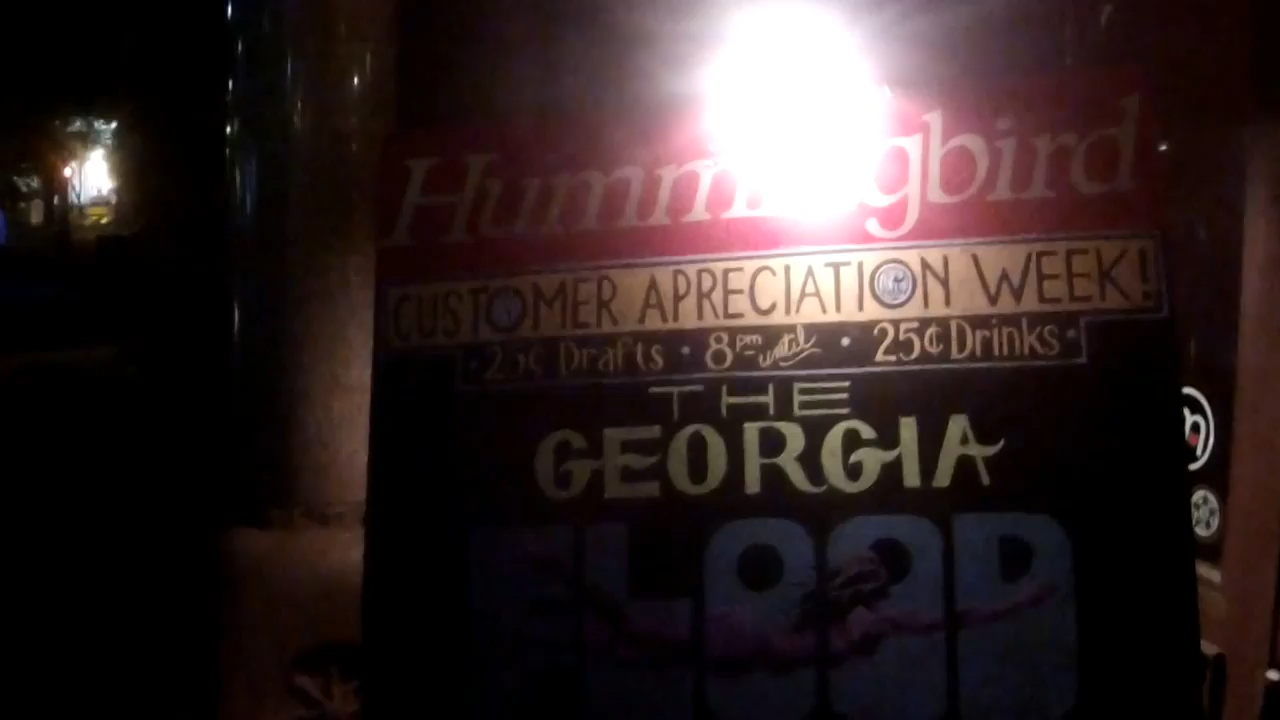 Hummingbird
CUSTOMER APRECIATION WEEK!
· 25¢ Drafts · 8pm until · 25¢ Drinks ·
THE
GEORGIA
FLOOD